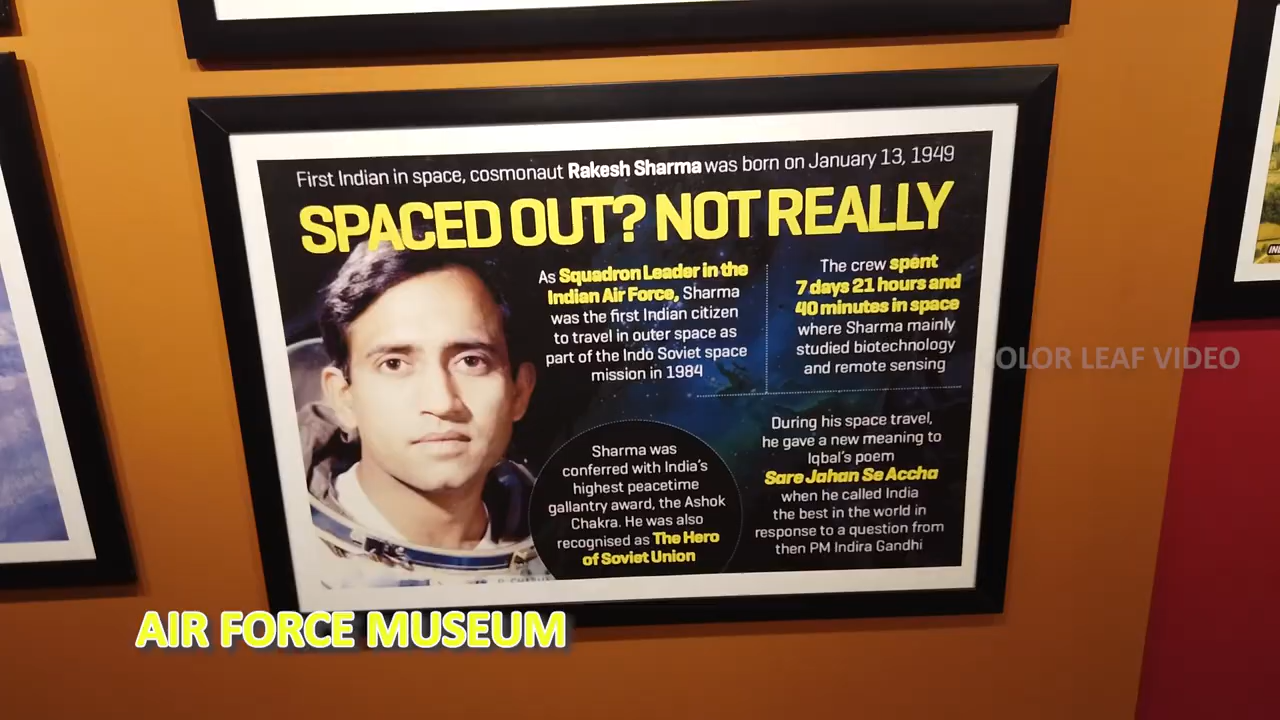 First Indian in space, cosmonaut Rakesh Sharma was born on January 13, 1949
SPACED OUT? NOT REALLY
As Squadron Leader in the
Indian Air Force, Sharma
was the first Indian citizen
to travel in outer space as
part of the Indo Soviet space
mission in 1984
The crew spent
7 days 21 hours and
40 minutes in space
where Sharma mainly
studied biotechnology
and remote sensing
Sharma was
conferred with India's
highest peacetime
gallantry award, the Ashok
Chakra. He was also
recognised as The Hero
of Soviet Union
During his space travel,
he gave a new meaning to
Iqbal's poem
Sare Jahan Se Accha
when he called India
the best in the world in
response to a question from
then PM Indira Gandhi
OLOR LEAF VIDEO
AIR FORCE MUSEUM